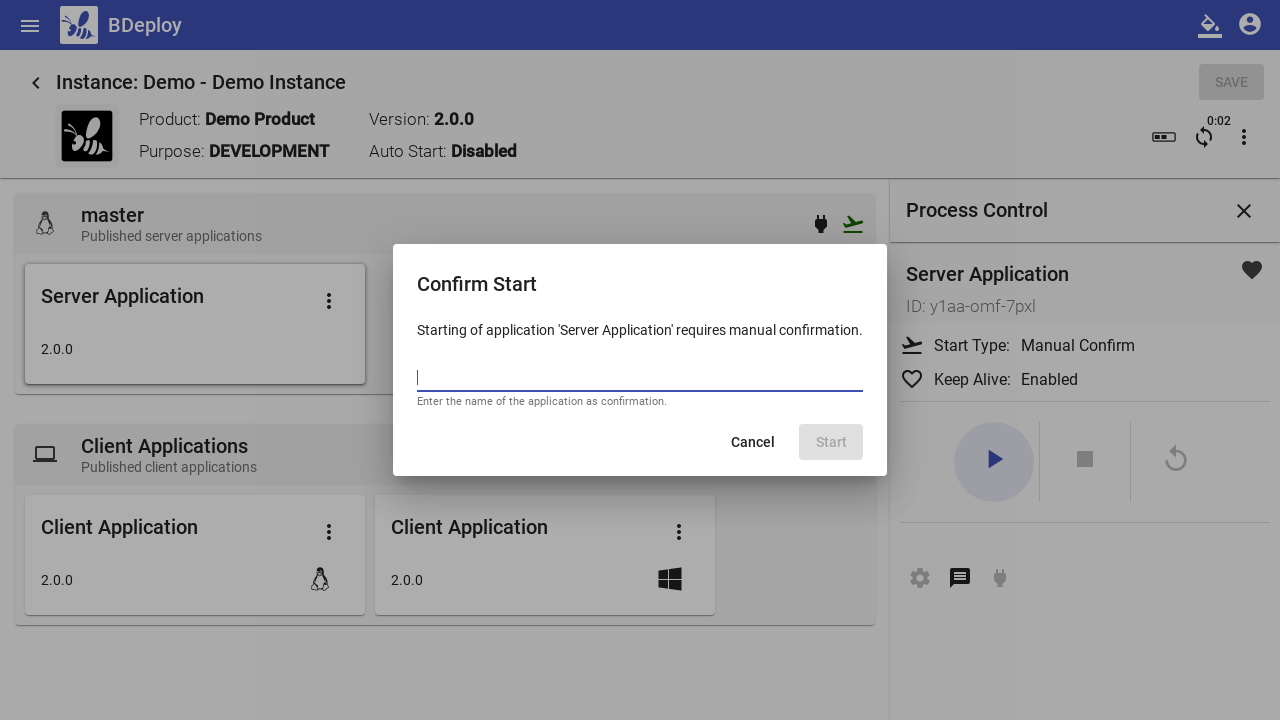 BDeploy
Instance: Demo - Demo Instance
SAVE
Product: Demo Product
Version: 2.0.0
0:02
Purpose: DEVELOPMENT
Auto Start: Disabled
master
Published server applications
Process Control
Server Application
2.0.0
Confirm Start
Starting of application 'Server Application' requires manual confirmation.
Enter the name of the application as confirmation.
Cancel
Start
Server Application
ID: y1aa-omf-7pxl
Start Type: Manual Confirm
Keep Alive: Enabled
Client Applications
Published client applications
Client Application
2.0.0
Client Application
2.0.0